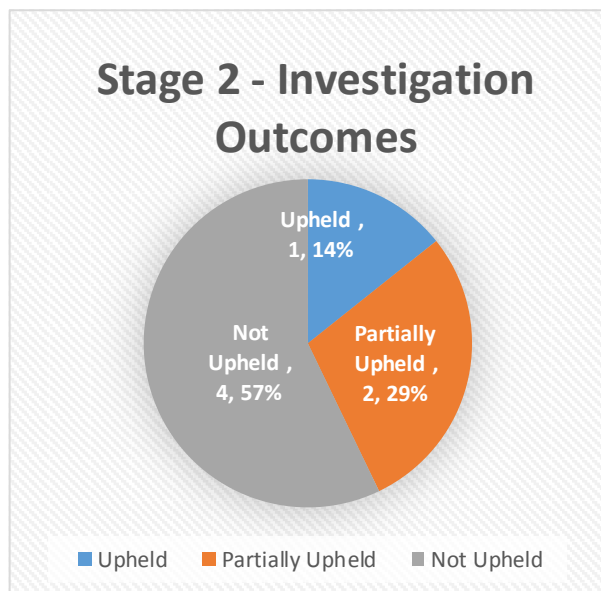 Stage 2 - Investigation
Outcomes
Upheld ,
1, 14%
Partially
Upheld ,
2, 29%
Not
Upheld ,
4, 57%
Upheld Partially Upheld Not Upheld